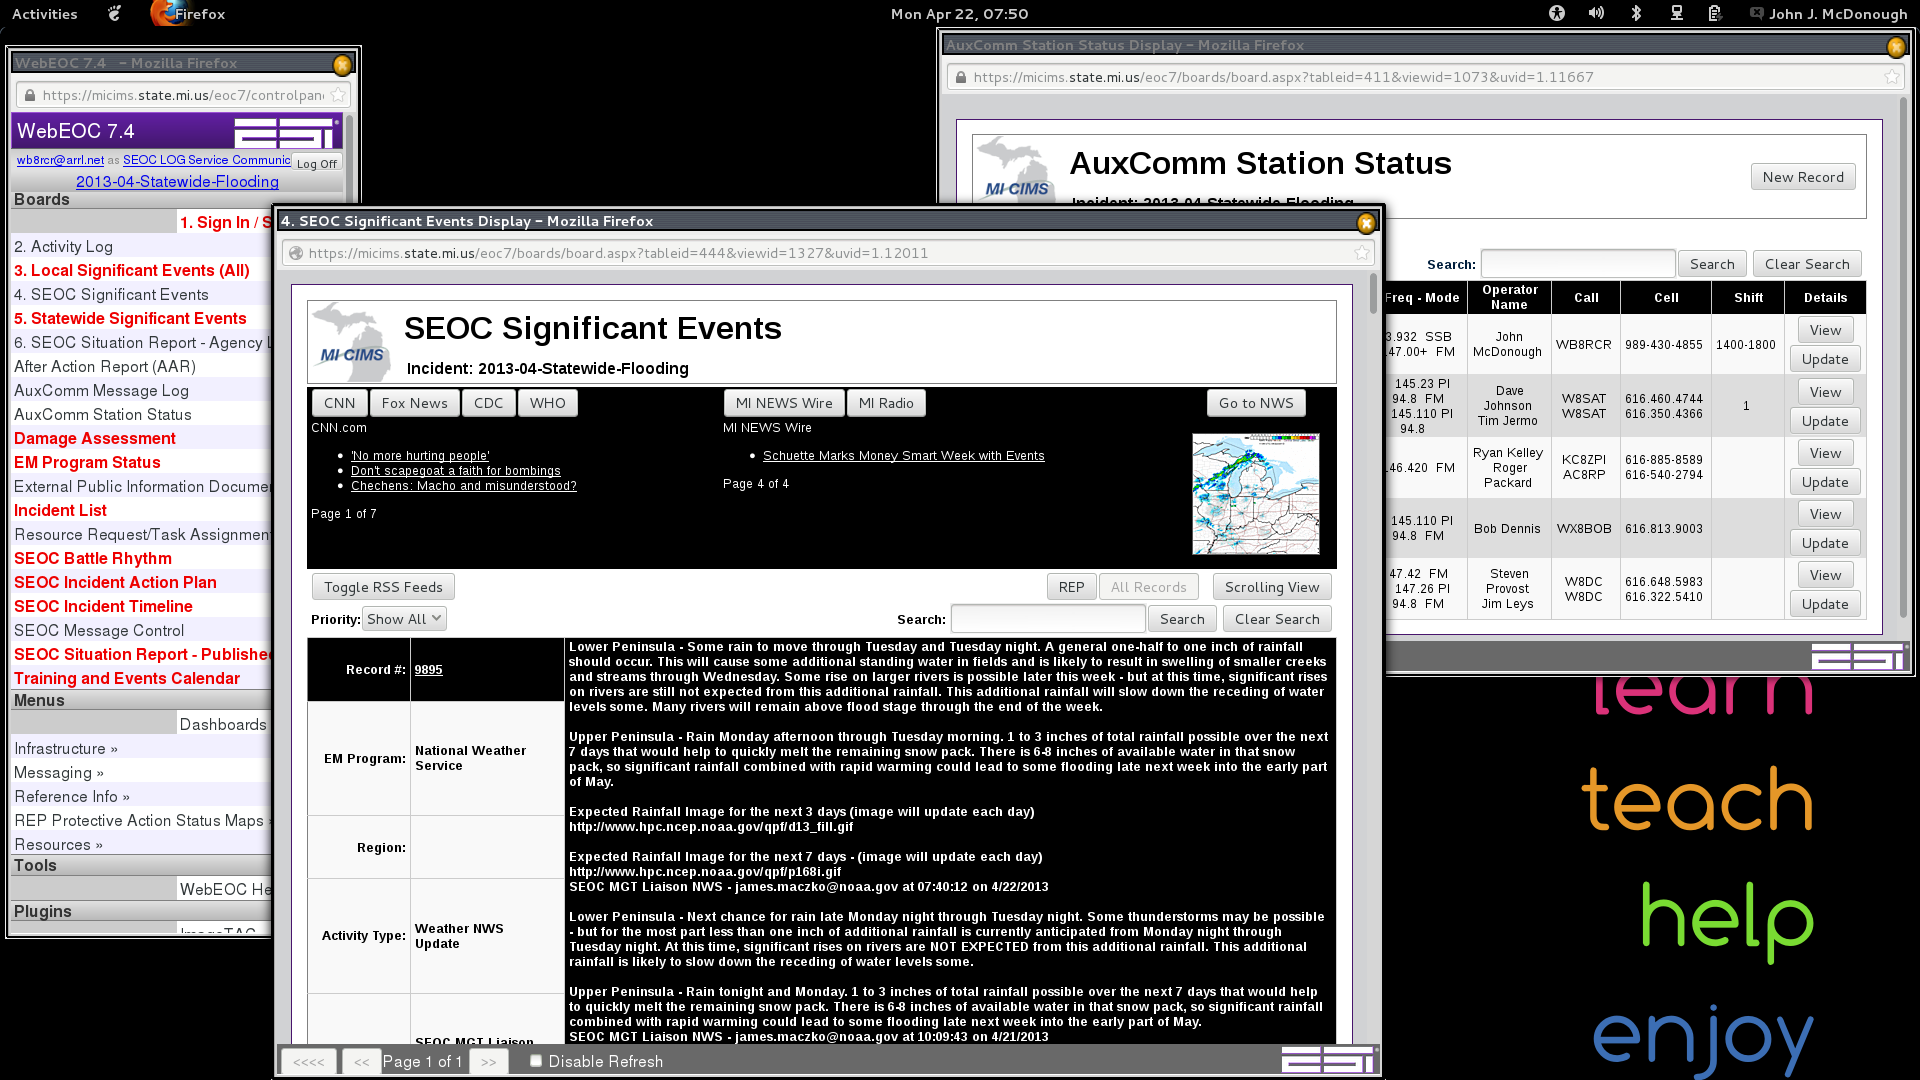 Activities
Firefox
Mon Apr 22, 07:50
John J. McDonough
WebEOC 7.4 - Mozilla Firefox
https://micims.state.mi.us/eoc7/controlpan
WebEOC 7.4
wb8rcr@arrl.net as SEOC LOG Service Communic
Log Off
2013-04-Statewide-Flooding
Boards
1. Sign In / S
2. Activity Log
3. Local Significant Events (All)
4. SEOC Significant Events
5. Statewide Significant Events
6. SEOC Situation Report - Agency L
After Action Report (AAR)
AuxComm Message Log
AuxComm Station Status
Damage Assessment
EM Program Status
External Public Information Docume
Incident List
Resource Request/Task Assignment
SEOC Battle Rhythm
SEOC Incident Action Plan
SEOC Incident Timeline
SEOC Message Control
SEOC Situation Report - Publishe
Training and Events Calendar
Menus
Dashboards
Infrastructure »
Messaging »
Reference Info »
REP Protective Action Status Maps »
Resources »
Tools
WebEOC He
Plugins
ImageTAG
AuxComm Station Status Display - Mozilla Firefox
https://micims.state.mi.us/eoc7/boards/board.aspx?tableid=411&viewid=1073&uvid=1.11667
MI CIMS
AuxComm Station Status
Incident: 2013-04-Statewide-Flooding
New Record
Search:
Search
Clear Search
Freq - Mode
Operator Name
Call
Cell
Shift
Details
3.932 SSB
47.00+ FM
John McDonough
WB8RCR
989-430-4855
1400-1800
View
Update
145.23 Pl
94.8 FM
145.110 Pl
94.8
Dave Johnson
Tim Jermo
W8SAT
W8SAT
616.460.4744
616.350.4366
1
View
Update
46.420 FM
Ryan Kelley
Roger Packard
KC8ZPI
AC8RP
616-885-8589
616-540-2794
View
Update
145.110 Pl
94.8 FM
Bob Dennis
WX8BOB
616.813.9003
View
Update
47.42 FM
147.26 Pl
94.8 FM
Steven Provost
Jim Leys
W8DC
W8DC
616.648.5983
616.322.5410
View
Update
4. SEOC Significant Events Display - Mozilla Firefox
https://micims.state.mi.us/eoc7/boards/board.aspx?tableid=444&viewid=1327&uvid=1.12011
MI CIMS
SEOC Significant Events
Incident: 2013-04-Statewide-Flooding
CNN
Fox News
CDC
WHO
MI NEWS Wire
MI Radio
Go to NWS
CNN.com
'No more hurting people'
Don't scapegoat a faith for bombings
Chechens: Macho and misunderstood?
Page 1 of 7
MI NEWS Wire
Schuette Marks Money Smart Week with Events
Page 4 of 4
Toggle RSS Feeds
REP
All Records
Scrolling View
Priority: Show All
Search:
Search
Clear Search
Record #: 9895
EM Program: National Weather Service
Region:
Activity Type: Weather NWS Update
SEOC MGT Liaison
Lower Peninsula - Some rain to move through Tuesday and Tuesday night. A general one-half to one inch of rainfall
should occur. This will cause some additional standing water in fields and is likely to result in swelling of smaller creeks
and streams through Wednesday. Some rise on larger rivers is possible later this week - but at this time, significant rises
on rivers are still not expected from this additional rainfall. This additional rainfall will slow down the receding of water
levels some. Many rivers will remain above flood stage through the end of the week.
Upper Peninsula - Rain Monday afternoon through Tuesday morning. 1 to 3 inches of total rainfall possible over the next
7 days that would help to quickly melt the remaining snow pack. There is 6-8 inches of available water in that snow
pack, so significant rainfall combined with rapid warming could lead to some flooding late next week into the early part
of May.
Expected Rainfall Image for the next 3 days (image will update each day)
http://www.hpc.ncep.noaa.gov/qpf/d13_fill.gif
Expected Rainfall Image for the next 7 days - (image will update each day)
http://www.hpc.ncep.noaa.gov/qpf/p168i.gif
SEOC MGT Liaison NWS - james.maczko@noaa.gov at 07:40:12 on 4/22/2013
Lower Peninsula - Next chance for rain late Monday night through Tuesday night. Some thunderstorms may be possible
- but for the most part less than one inch of additional rainfall is currently anticipated from Monday night through
Tuesday night. At this time, significant rises on rivers are NOT EXPECTED from this additional rainfall. This additional
rainfall is likely to slow down the receding of water levels some.
Upper Peninsula - Rain tonight and Monday. 1 to 3 inches of total rainfall possible over the next 7 days that would help
to quickly melt the remaining snow pack. There is 6-8 inches of available water in that snow pack, so significant rainfall
combined with rapid warming could lead to some flooding late next week into the early part of May.
SEOC MGT Liaison NWS - james.maczko@noaa.gov at 10:09:43 on 4/21/2013
<<<<
<<
Page 1 of 1
>>
Disable Refresh
learn
teach
help
enjoy